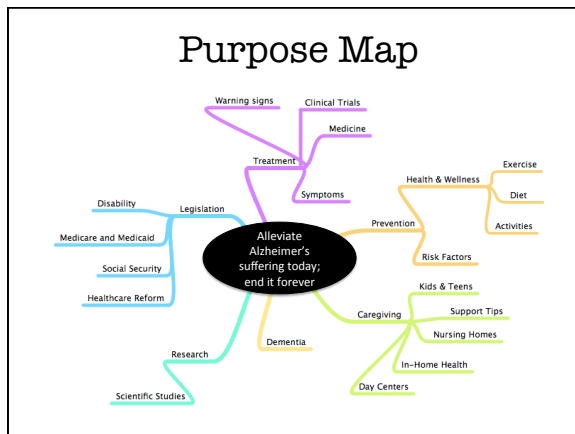 Purpose Map
Warning signs
Clinical Trials
Medicine
Treatment
Symptoms
Exercise
Health & Wellness
Diet
Activities
Prevention
Risk Factors
Disability
Legislation
Medicare and Medicaid
Social Security
Healthcare Reform
Alleviate
Alzheimer's
suffering today;
end it forever
Kids & Teens
Caregiving
Support Tips
Nursing Homes
In-Home Health
Day Centers
Dementia
Research
Scientific Studies